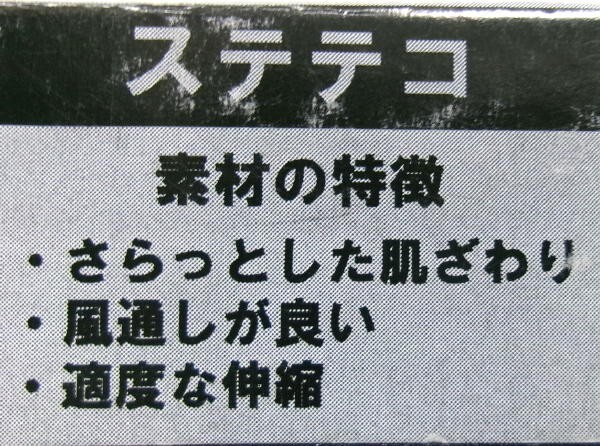 ステテコ
素材の特徴
・さらっとした肌ざわり
・風通しが良い
・適度な伸縮